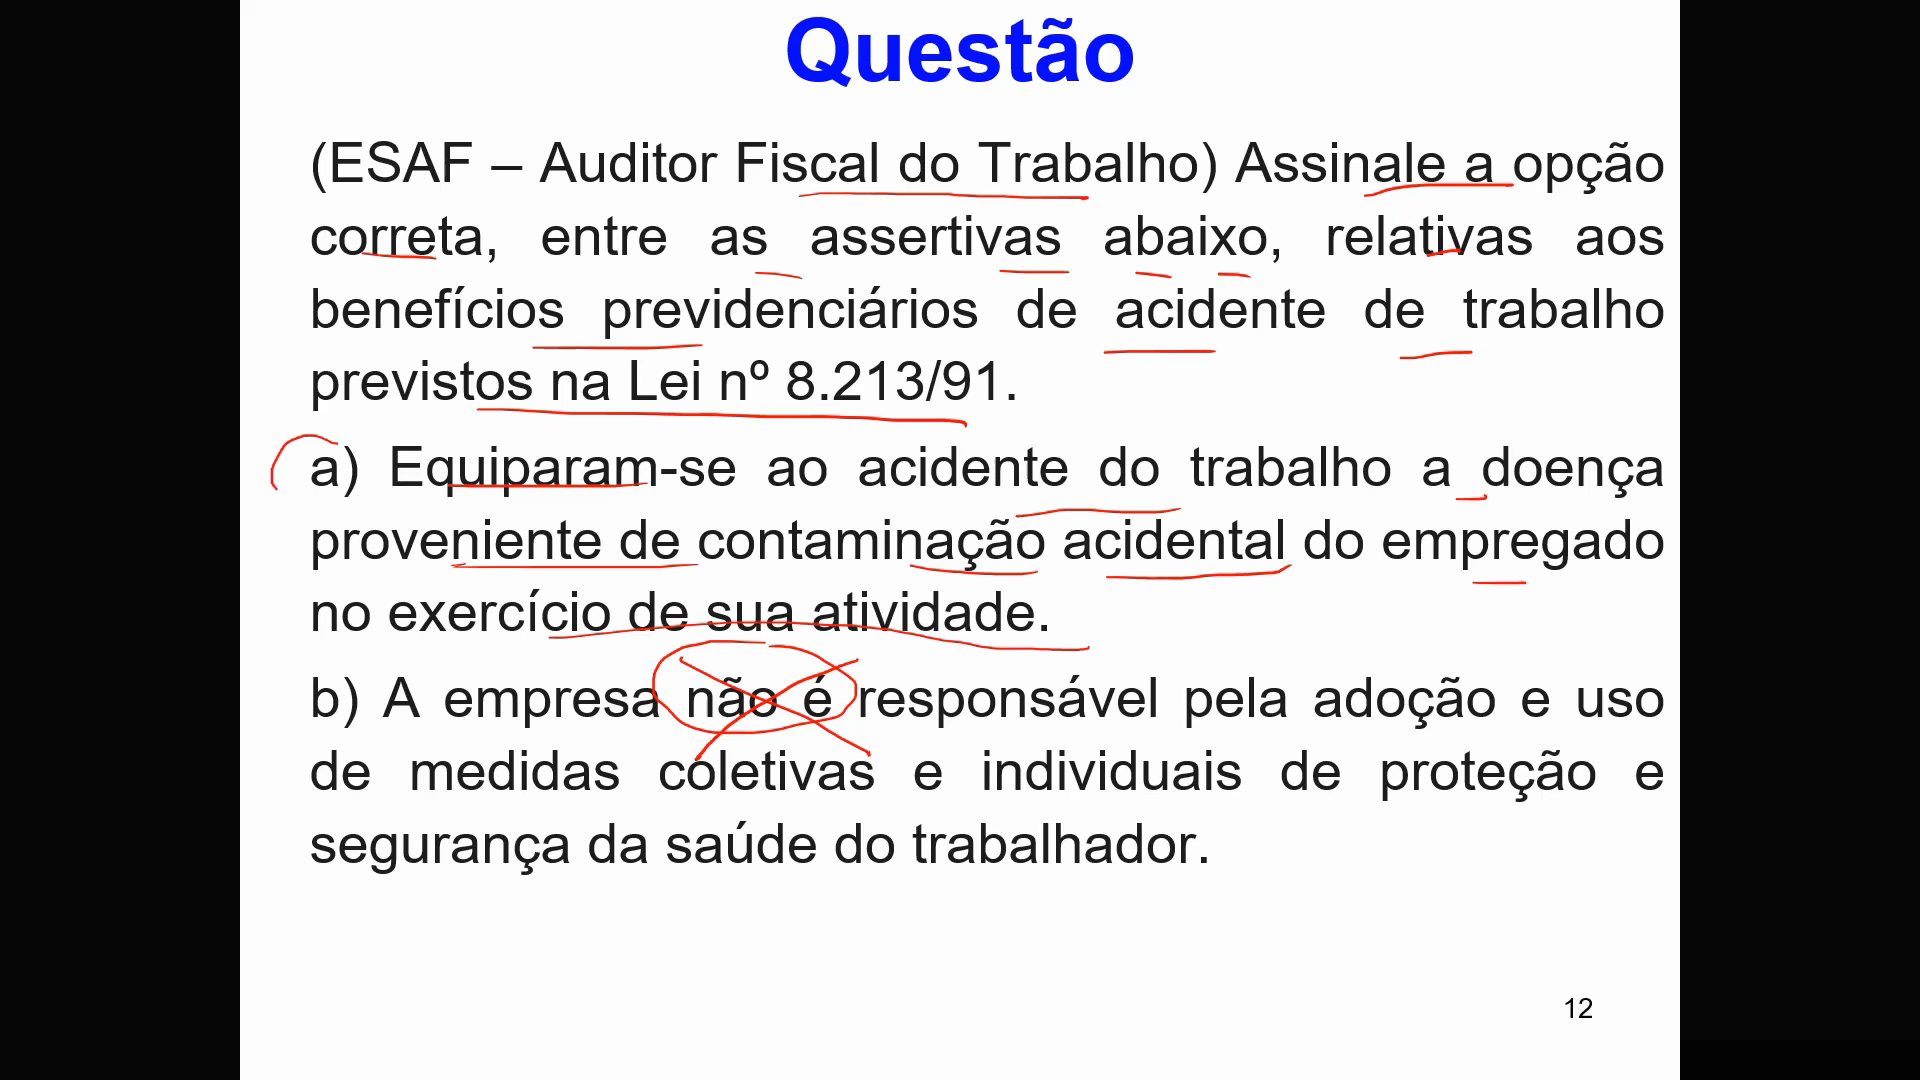 Questão
(ESAF – Auditor Fiscal do Trabalho) Assinale a opção
correta, entre as assertivas abaixo, relativas aos
benefícios previdenciários de acidente de trabalho
previstos na Lei nº 8.213/91.
a) Equiparam-se ao acidente do trabalho a doença
proveniente de contaminação acidental do empregado
no exercício de sua atividade.
b) A empresa não é responsável pela adoção e uso
de medidas coletivas e individuais de proteção e
segurança da saúde do trabalhador.
12